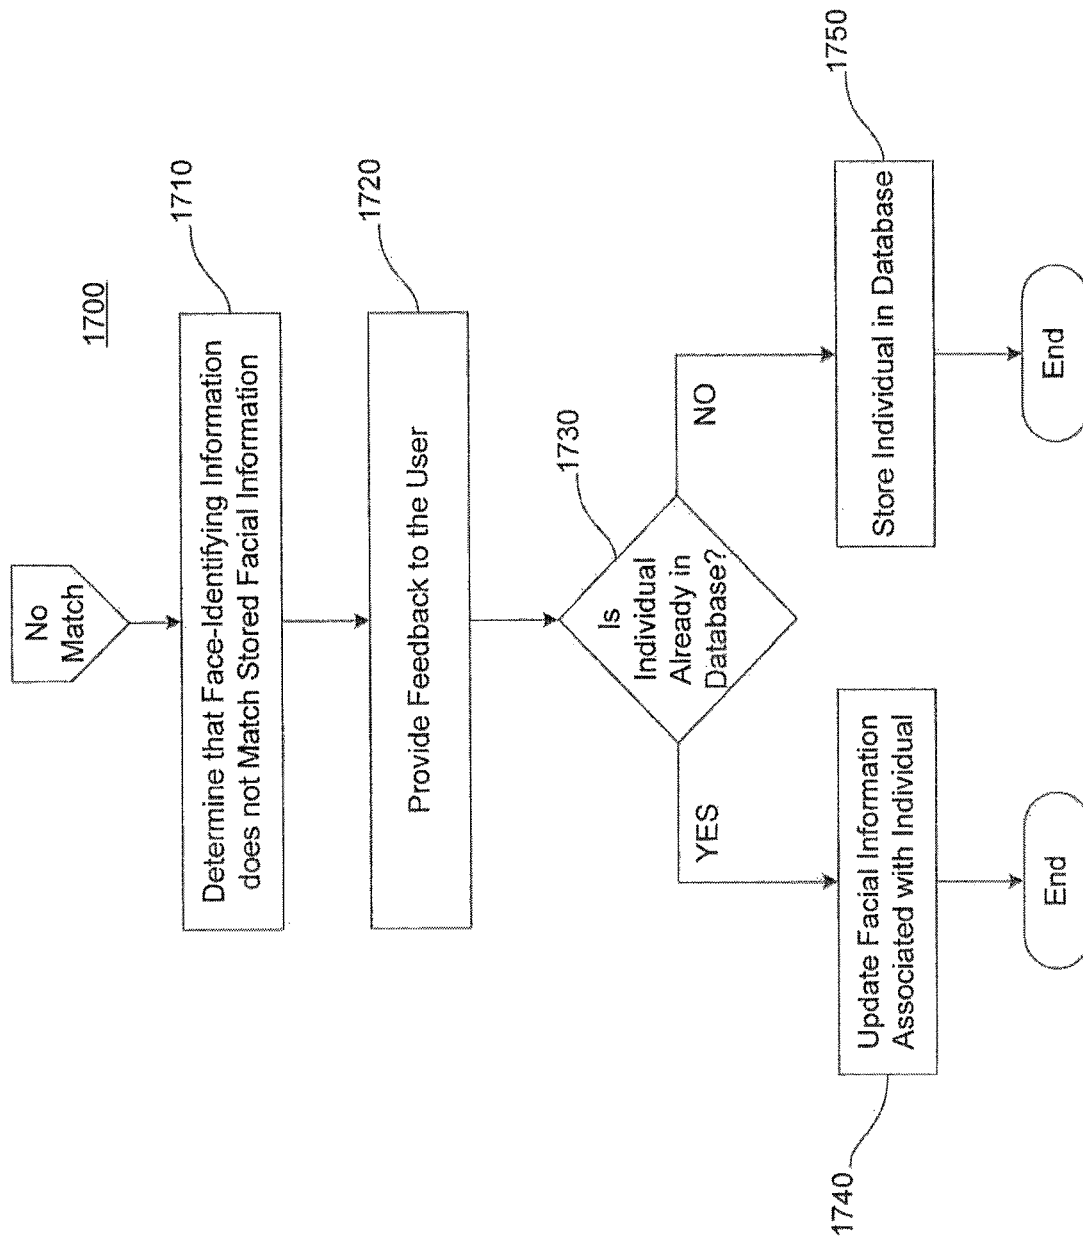 1700
No
Match
1710
Determine that Face-Identifying Information
does not Match Stored Facial Information
1720
Provide Feedback to the User
1730
Is
Individual
Already in
Database?
YES
NO
1740
Update Facial Information
Associated with Individual
1750
Store Individual in Database
End
End